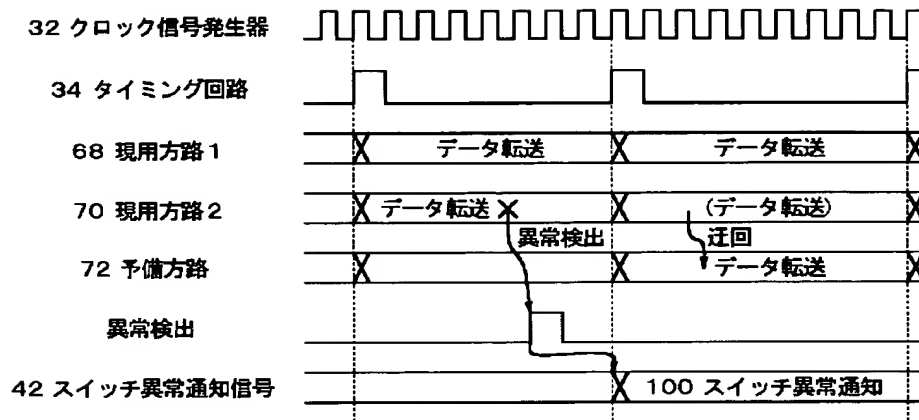 32 クロック信号発生器
34 タイミング回路
68 現用方路1
データ転送
データ転送
70 現用方路2
データ転送
(データ転送)
異常検出
迂回
72 予備方路
データ転送
異常検出
42 スイッチ異常通知信号
100 スイッチ異常通知